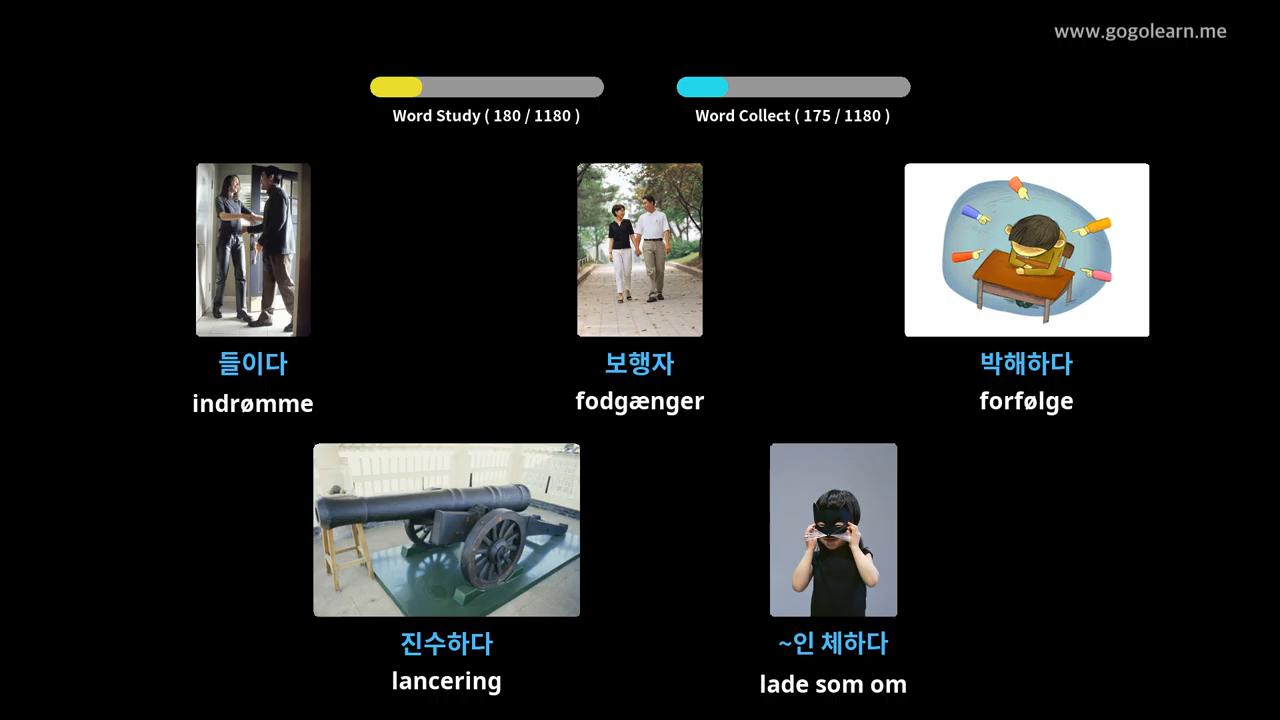 www.gogolearn.me
Word Study ( 180 / 1180 )
Word Collect ( 175 / 1180 )
들이다
보행자
박해하다
indrømme
fodgænger
forfølge
진수하다
~인 체하다
lancering
lade som om